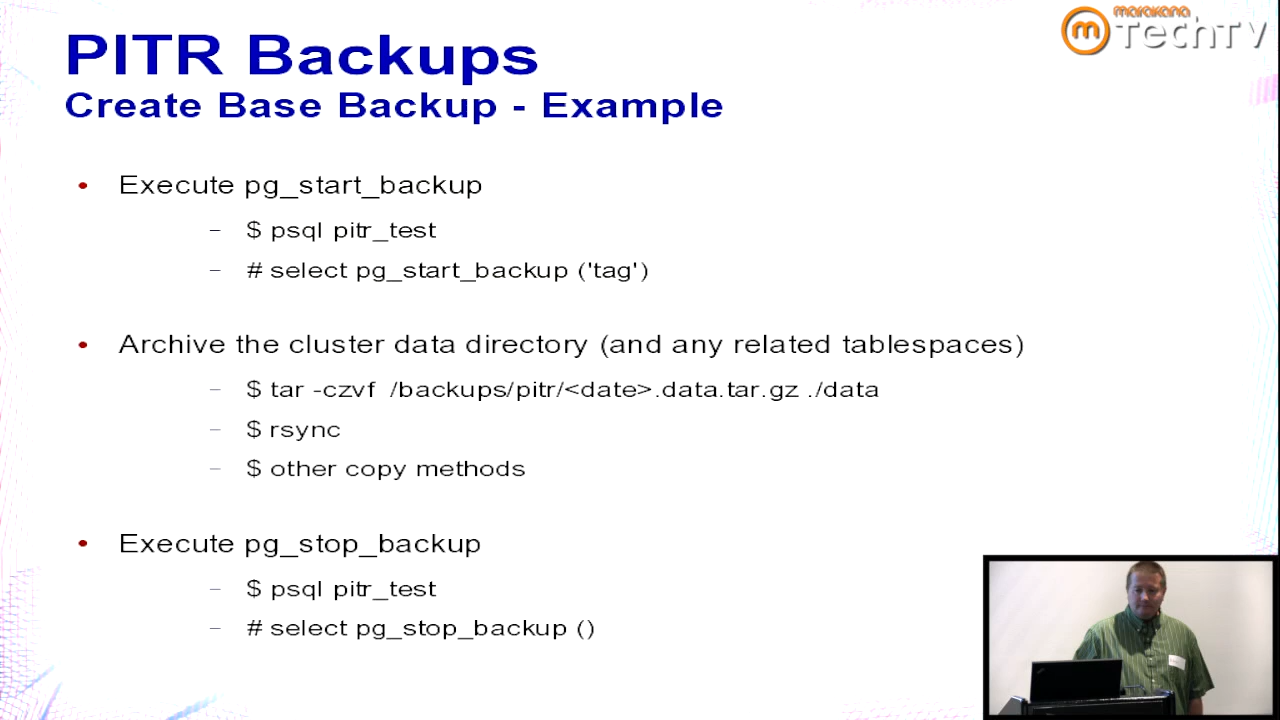 marakana
TechTV
PITR Backups
Create Base Backup - Example
• Execute pg_start_backup
– $ psql pitr_test
– # select pg_start_backup ('tag')
• Archive the cluster data directory (and any related tablespaces)
– $ tar -czvf /backups/pitr/<date>.data.tar.gz ./data
– $ rsync
– $ other copy methods
• Execute pg_stop_backup
– $ psql pitr_test
– # select pg_stop_backup ()